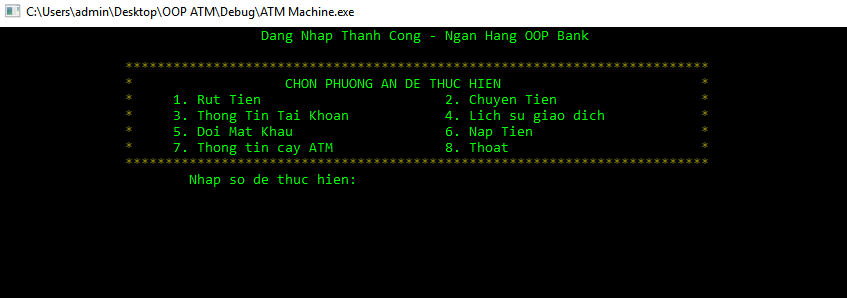 C:\Users\admin\Desktop\OOP ATM\Debug\ATM Machine.exe
Dang Nhap Thanh Cong - Ngan Hang OOP Bank
*************************************************************************
* CHON PHUONG AN DE THUC HIEN *
* 1. Rut Tien 2. Chuyen Tien *
* 3. Thong Tin Tai Khoan 4. Lich su giao dich *
* 5. Doi Mat Khau 6. Nap Tien *
* 7. Thong tin cay ATM 8. Thoat *
*************************************************************************
Nhap so de thuc hien: